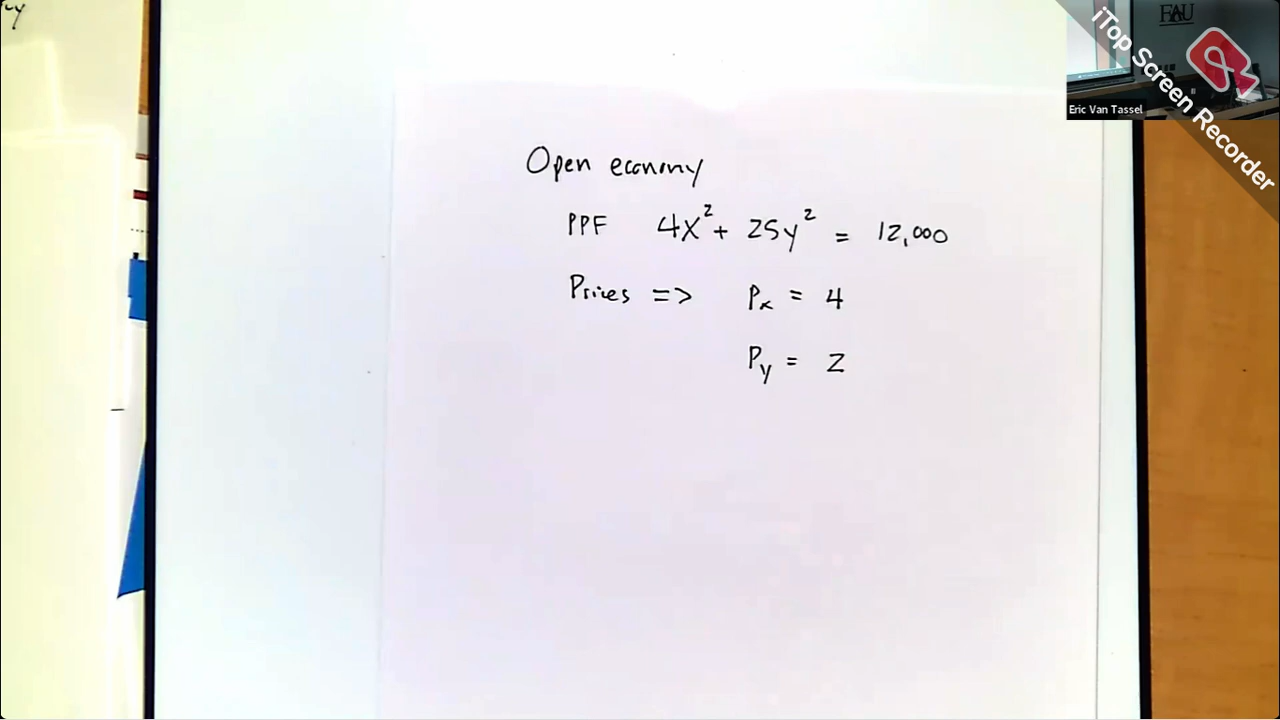 y
FAU
iTop Screen Recorder
Eric Van Tassel
Open economy
PPF 4x² + 25y² = 12,000
Prices => Pₓ = 4
Py = 2